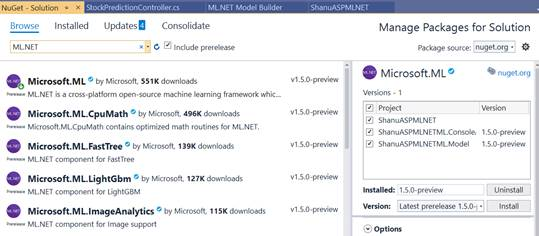 NuGet - Solution
StockPredictionController.cs
ML.NET Model Builder
ShanuASPMLNET
Browse Installed Updates 4 Consolidate
Manage Packages for Solution
ML.NET
Include prerelease
Package source: nuget.org
Microsoft.ML by Microsoft, 551K downloads
v1.5.0-preview
Prerelease ML.NET is a cross-platform open-source machine learning framework which...
Microsoft.ML.CpuMath by Microsoft, 496K downloads
v1.5.0-preview
Prerelease Microsoft.ML.CpuMath contains optimized math routines for ML.NET.
Microsoft.ML.FastTree by Microsoft, 139K downloads
v1.5.0-preview
Prerelease ML.NET component for FastTree
Microsoft.ML.LightGbm by Microsoft, 127K downloads
v1.5.0-preview
Prerelease ML.NET component for LightGBM
Microsoft.ML.ImageAnalytics by Microsoft, 115K downloads
v1.5.0-preview
Prerelease ML.NET component for Image support
Microsoft.ML
nuget.org
Versions - 1
Project Version
ShanuASPMLNET
ShanuASPMLNETML.Console 1.5.0-preview
ShanuASPMLNETML.Model 1.5.0-preview
Installed: 1.5.0-preview Uninstall
Version: Latest prerelease 1.5.0- Install
Options